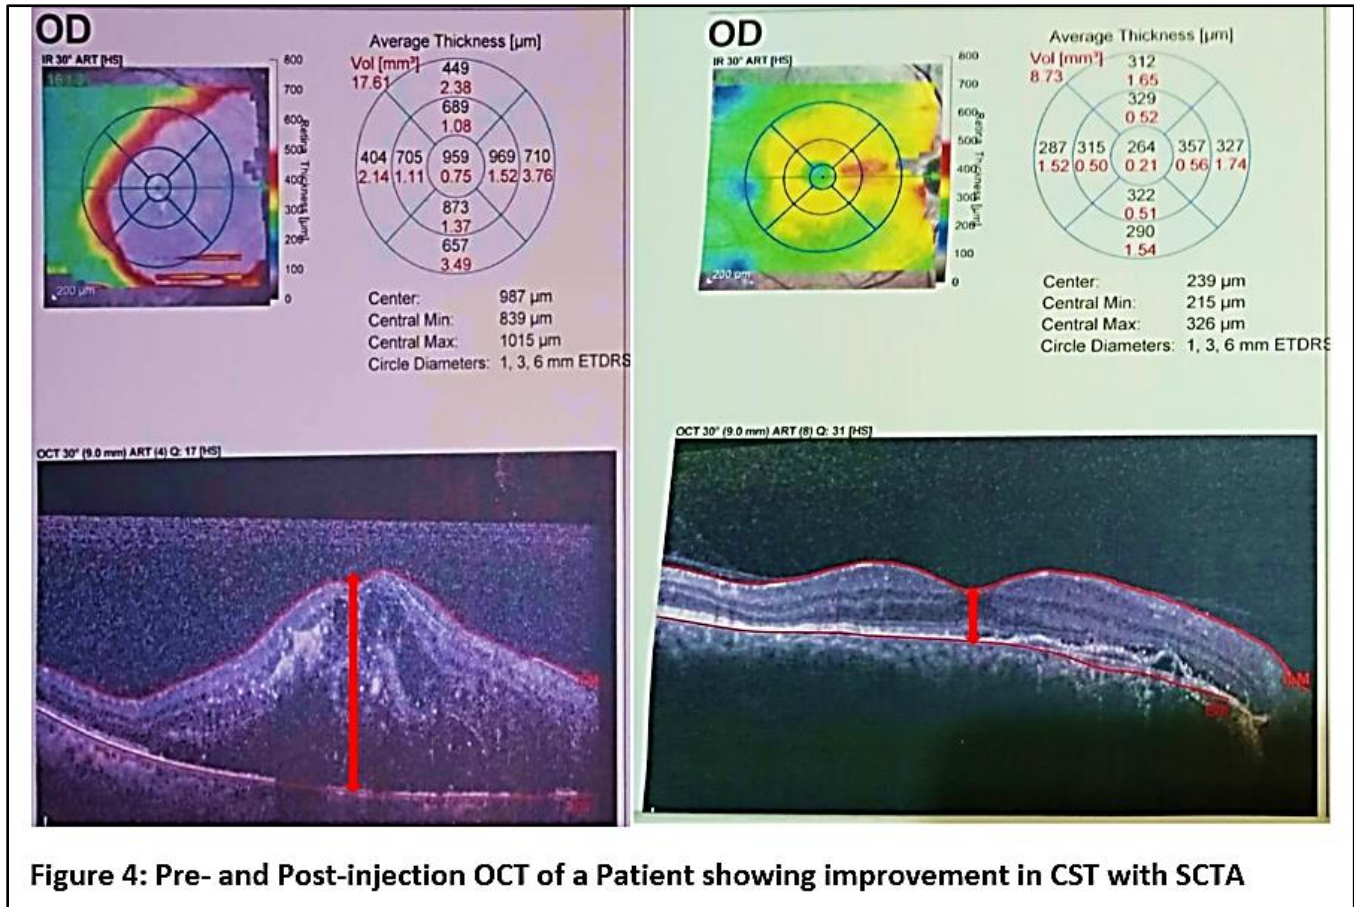 OD
IR 30° ART [HS]
Average Thickness [µm]
Vol [mm³]
17.61
449
2.38
689
1.08
404 705 959 969 710
2.14 1.11 0.75 1.52 3.76
873
1.37
657
3.49
800
700
600
500
400
300
200
100
0
Retina Thickness [µm]
200 µm
Center: 987 µm
Central Min: 839 µm
Central Max: 1015 µm
Circle Diameters: 1, 3, 6 mm ETDRS
OCT 30° (9.0 mm) ART (4) Q: 17 [HS]
ILM
OD
IR 30° ART [HS]
Average Thickness [µm]
Vol [mm³]
8.73
312
1.65
329
0.52
287 315 264 357 327
1.52 0.50 0.21 0.56 1.74
322
0.51
290
1.54
800
700
600
500
400
300
200
100
0
Retina Thickness [µm]
200 µm
Center: 239 µm
Central Min: 215 µm
Central Max: 326 µm
Circle Diameters: 1, 3, 6 mm ETDRS
OCT 30° (9.0 mm) ART (8) Q: 31 [HS]
ILM
Figure 4: Pre- and Post-injection OCT of a Patient showing improvement in CST with SCTA